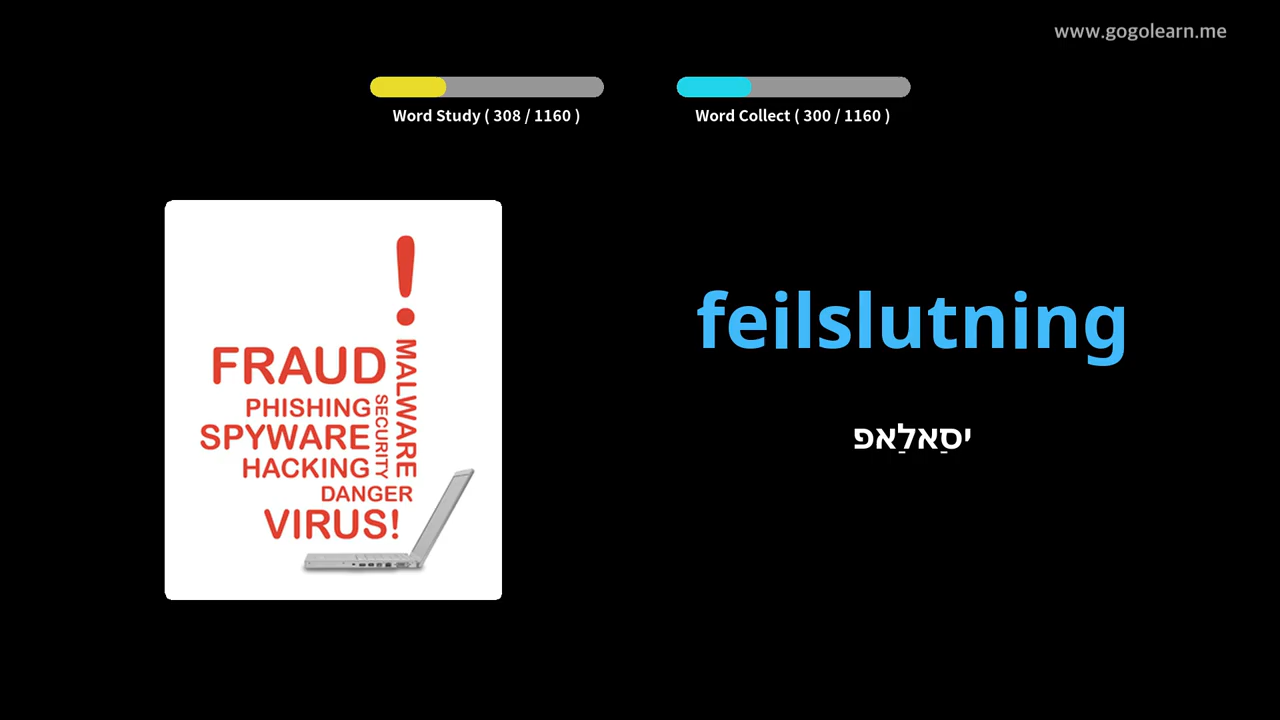 www.gogolearn.me
Word Study ( 308 / 1160 )
Word Collect ( 300 / 1160 )
!
MALWARE
FRAUD
SECURITY
PHISHING
SPYWARE
HACKING
DANGER
VIRUS!
feilslutning
יסַאלַאפ